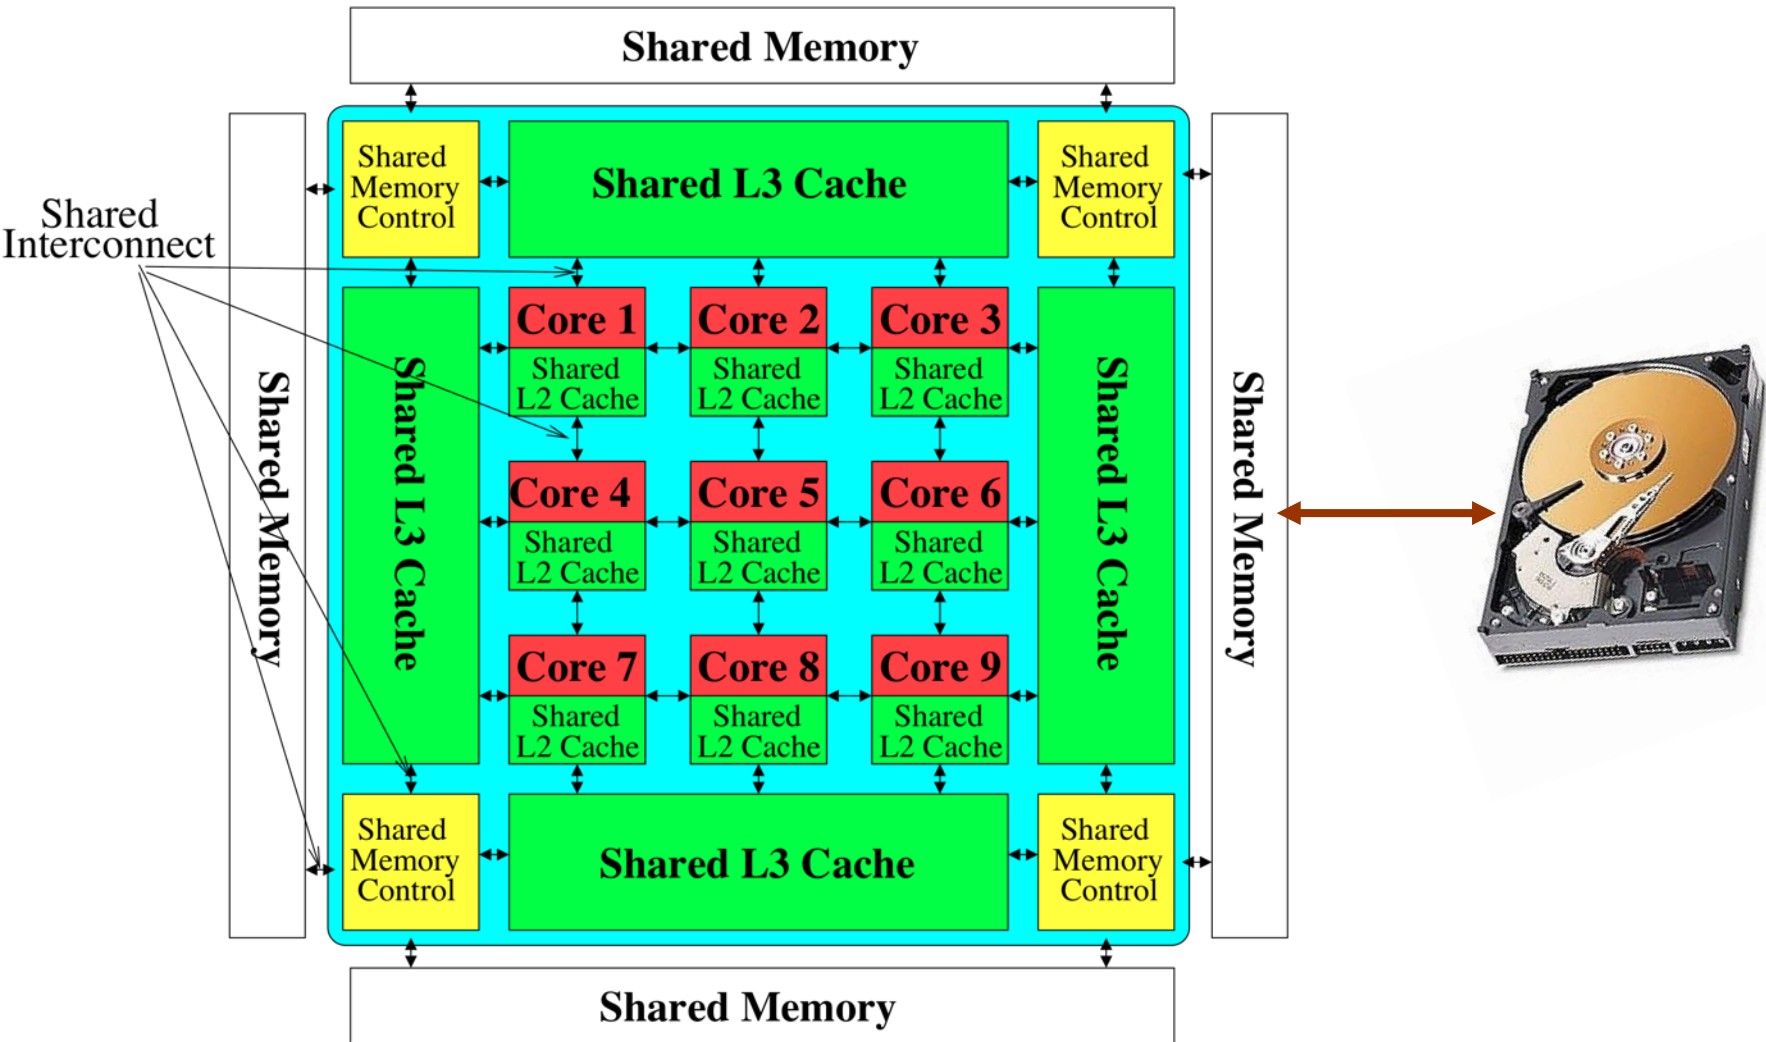 Shared Memory
Shared
Memory
Control
Shared L3 Cache
Shared
Memory
Control
Shared
Interconnect
Shared Memory
Shared L3 Cache
Core 1
Shared
L2 Cache
Core 2
Shared
L2 Cache
Core 3
Shared
L2 Cache
Core 4
Shared
L2 Cache
Core 5
Shared
L2 Cache
Core 6
Shared
L2 Cache
Core 7
Shared
L2 Cache
Core 8
Shared
L2 Cache
Core 9
Shared
L2 Cache
Shared L3 Cache
Shared Memory
Shared
Memory
Control
Shared L3 Cache
Shared
Memory
Control
Shared Memory